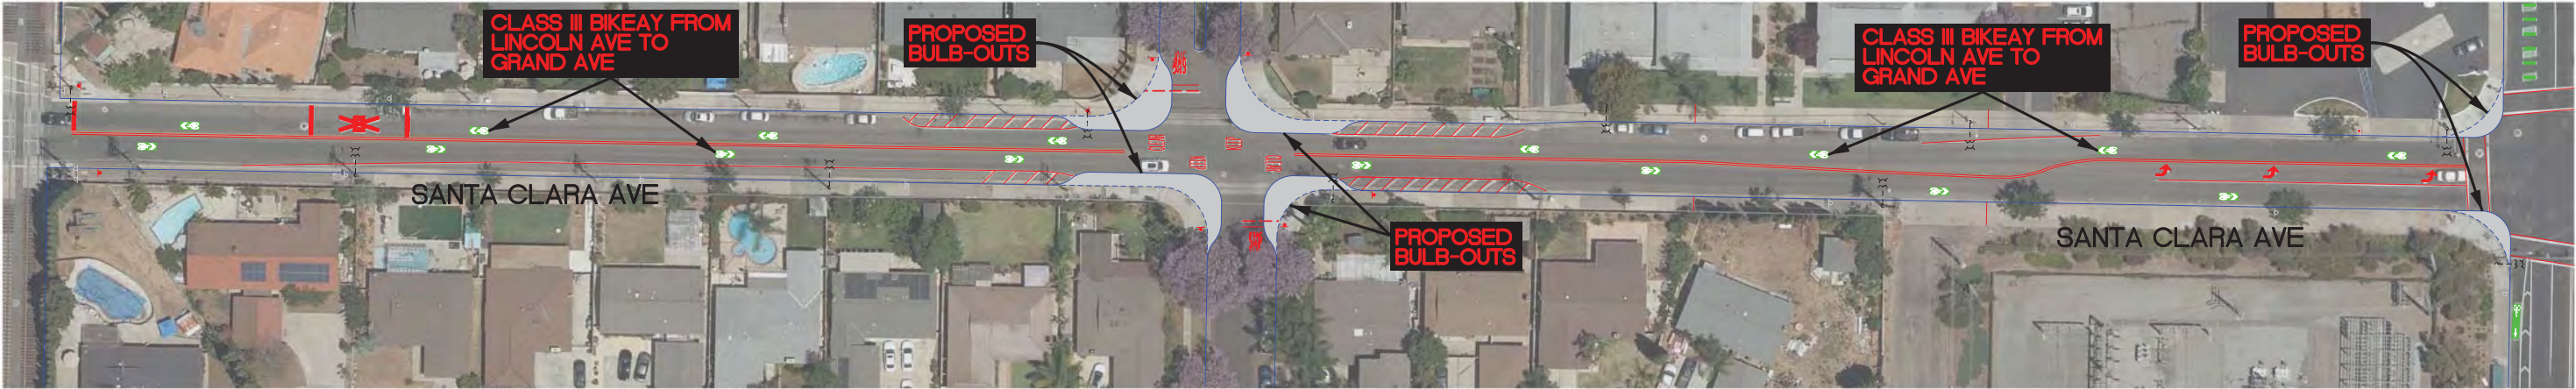 CLASS III BIKEAY FROM
LINCOLN AVE TO
GRAND AVE
PROPOSED
BULB-OUTS
CLASS III BIKEAY FROM
LINCOLN AVE TO
GRAND AVE
PROPOSED
BULB-OUTS
SANTA CLARA AVE
PROPOSED
BULB-OUTS
SANTA CLARA AVE